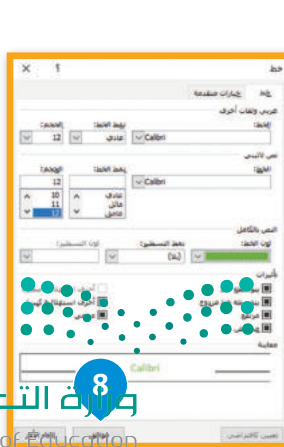 خط
خط خيارات متقدمة
عربي ولغات أخرى
الخط: نمط الخط: الحجم:
Calibri عادي 12
نص لاتيني
الخط: نمط الخط: الحجم:
Calibri 12
عادي 10
مائل 11
غامق 12
النص بالكامل
لون الخط: نمط التسطير: لون التسطير:
(بلا)
تأثيرات
مرتفع
معاينة
Calibri
8
وزارة الت
of Education
تعيين كافتراضي موافق إلغاء الأمر